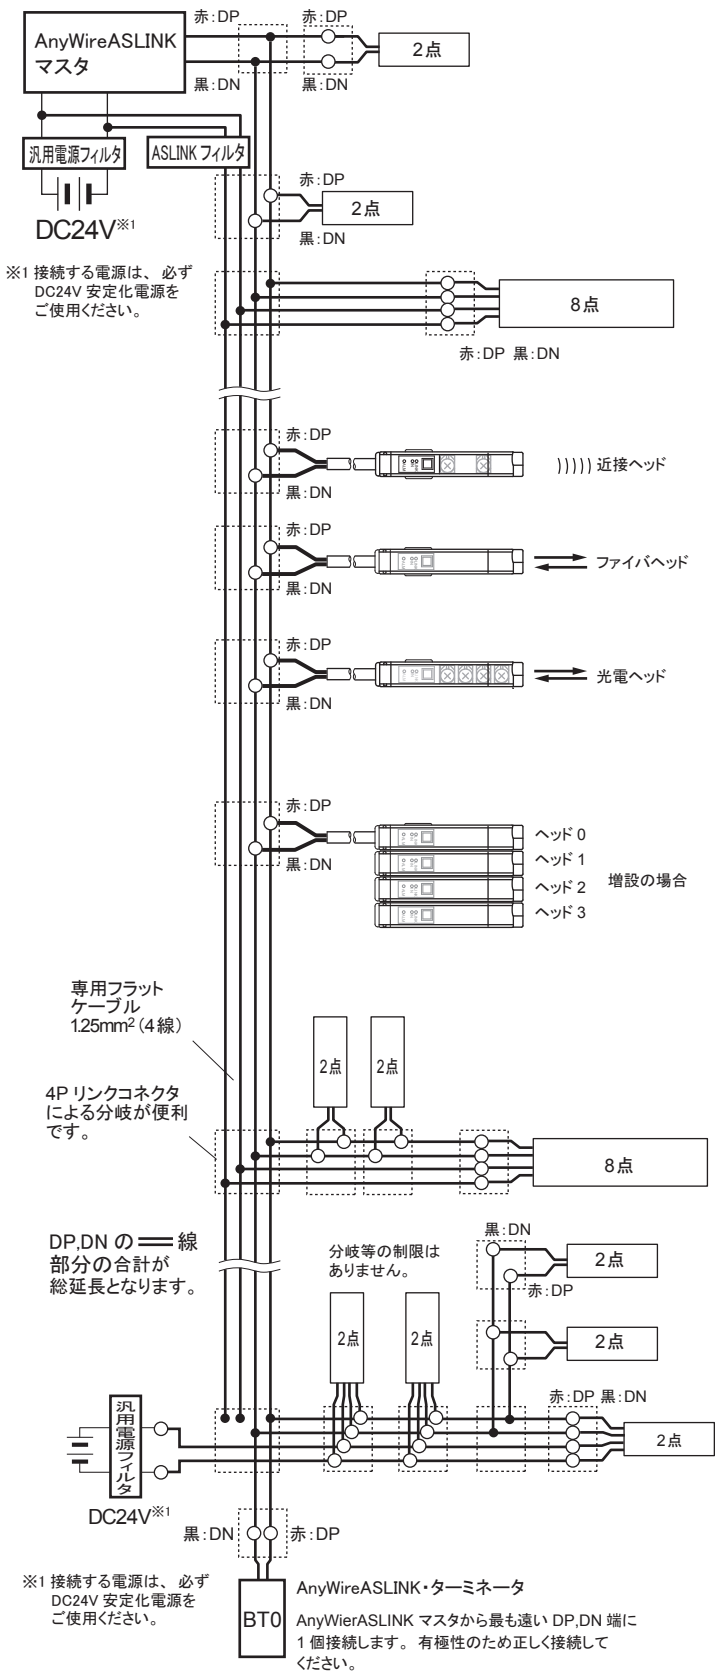 赤:DP
赤:DP
AnyWireASLINK
マスタ
2点
黒:DN
黒:DN
汎用電源フィルタ
ASLINK フィルタ
DC24V※1
赤:DP
2点
黒:DN
※1 接続する電源は、必ず
DC24V 安定化電源を
ご使用ください。
8点
赤:DP 黒:DN
赤:DP
))))) 近接ヘッド
黒:DN
赤:DP
ファイバヘッド
黒:DN
赤:DP
光電ヘッド
黒:DN
赤:DP
ヘッド 0
黒:DN
ヘッド 1
ヘッド 2
増設の場合
ヘッド 3
専用フラット
ケーブル
1.25mm² (4線)
2点
2点
4P リンクコネクタ
による分岐が便利
です。
8点
DP,DN の 線
部分の合計が
総延長となります。
分岐等の制限は
ありません。
黒:DN
2点
赤:DP
2点
2点
2点
赤:DP 黒:DN
2点
汎用電源フィルタ
DC24V※1
黒:DN
赤:DP
※1 接続する電源は、必ず
DC24V 安定化電源を
ご使用ください。
BT0
AnyWireASLINK・ターミネータ
AnyWierASLINK マスタから最も遠い DP,DN 端に
1 個接続します。有極性のため正しく接続して
ください。